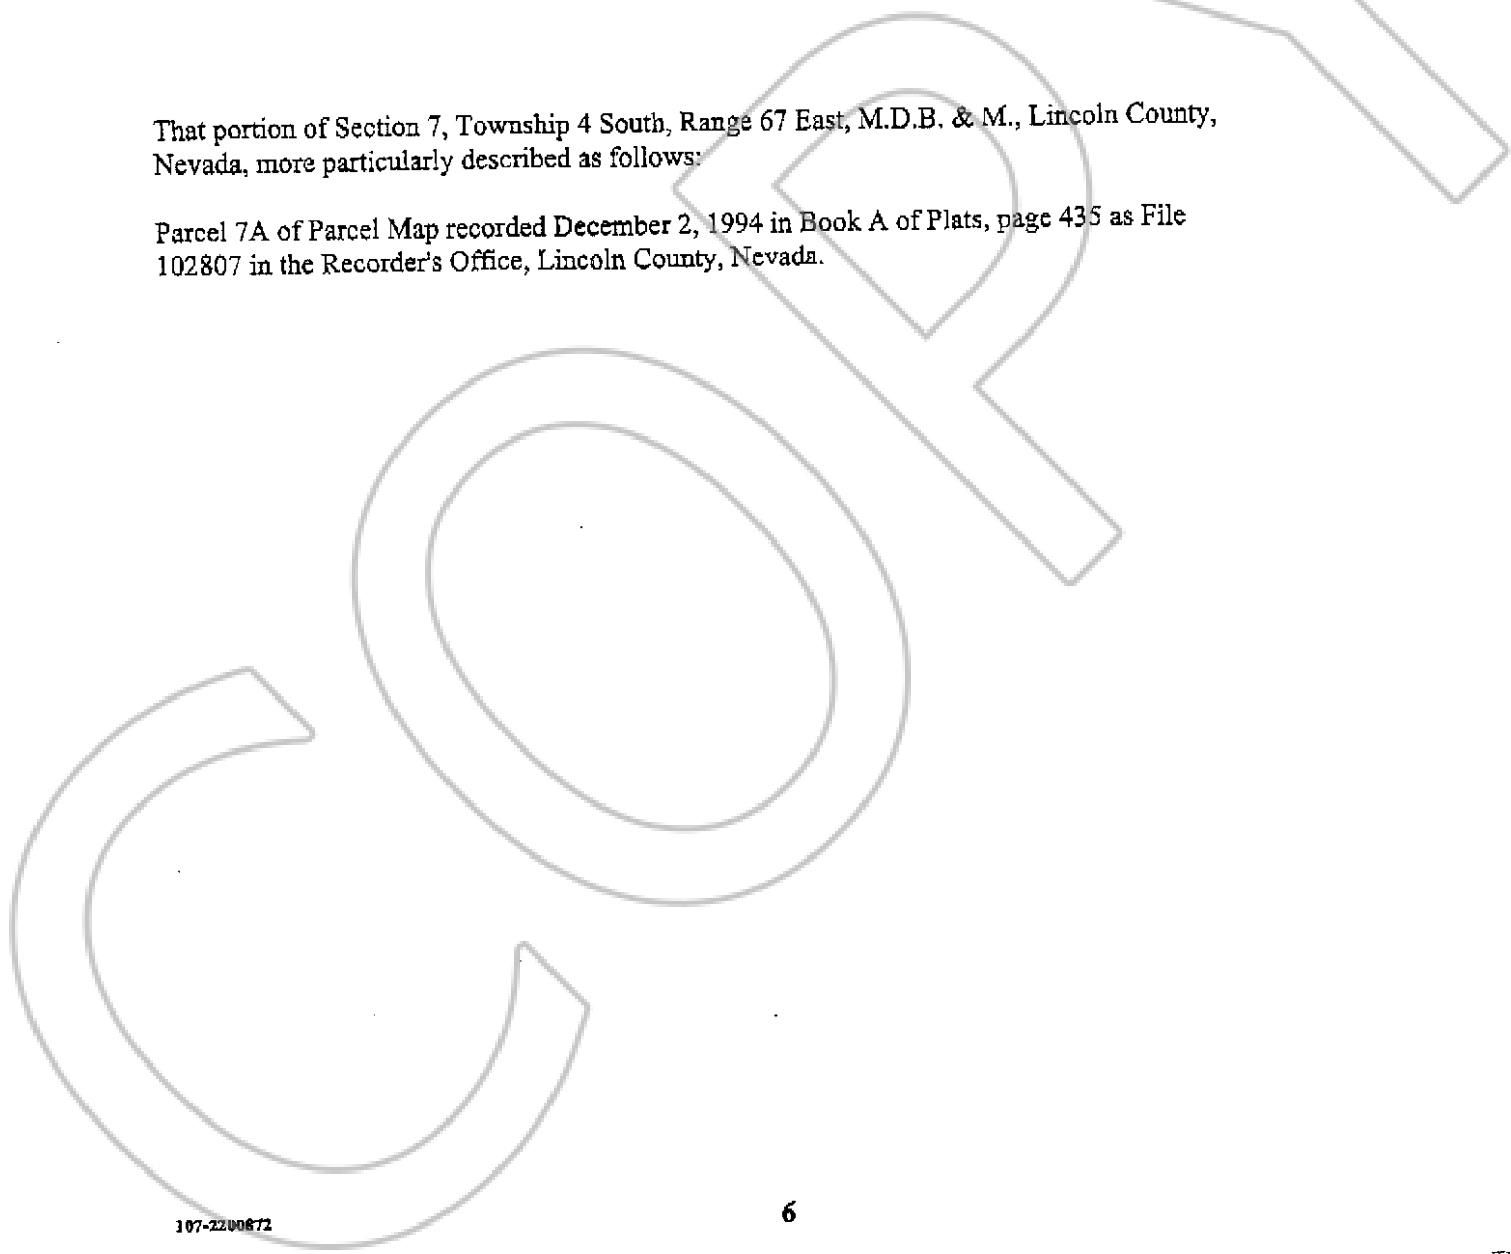 That portion of Section 7, Township 4 South, Range 67 East, M.D.B. & M., Lincoln County,
Nevada, more particularly described as follows:
Parcel 7A of Parcel Map recorded December 2, 1994 in Book A of Plats, page 435 as File
102807 in the Recorder's Office, Lincoln County, Nevada.
COPY
6